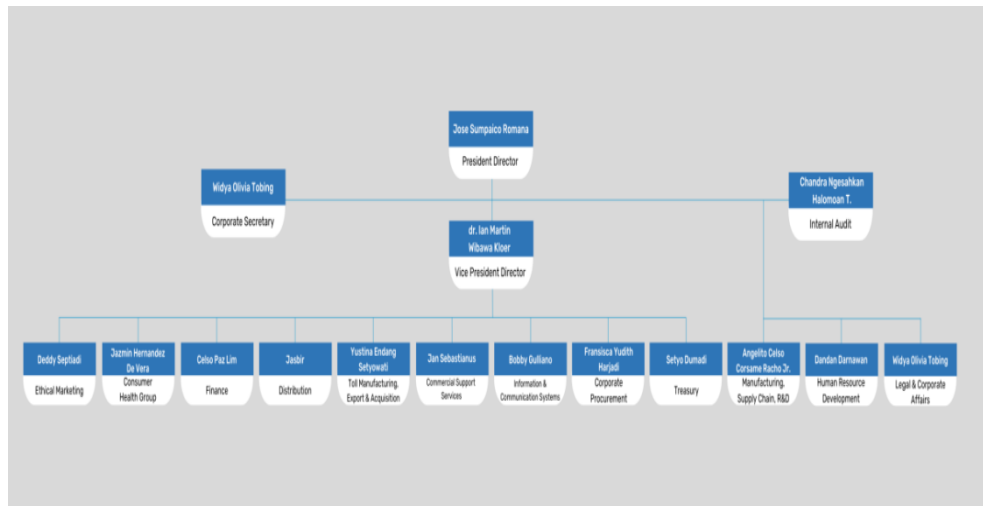 Jose Sumpaico Romana
President Director
Widya Olivia Tobing
Corporate Secretary
Chandra Ngesahkan
Halomoan T.
Internal Audit
dr. Ian Martin
Wibawa Kloer
Vice President Director
Deddy Septiadi
Ethical Marketing
Jazmin Hernandez
De Vera
Consumer
Health Group
Celso Paz Lim
Finance
Jasbir
Distribution
Yustina Endang
Setyowati
Toll Manufacturing,
Export & Acquisition
Jan Sebastianus
Commercial Support
Services
Bobby Gulliano
Information &
Communication Systems
Fransisca Yudith
Harjadi
Corporate
Procurement
Setyo Dumadi
Treasury
Angelito Celso
Corsame Racho Jr.
Manufacturing,
Supply Chain, R&D
Dandan Darnawan
Human Resource
Development
Widya Olivia Tobing
Legal & Corporate
Affairs